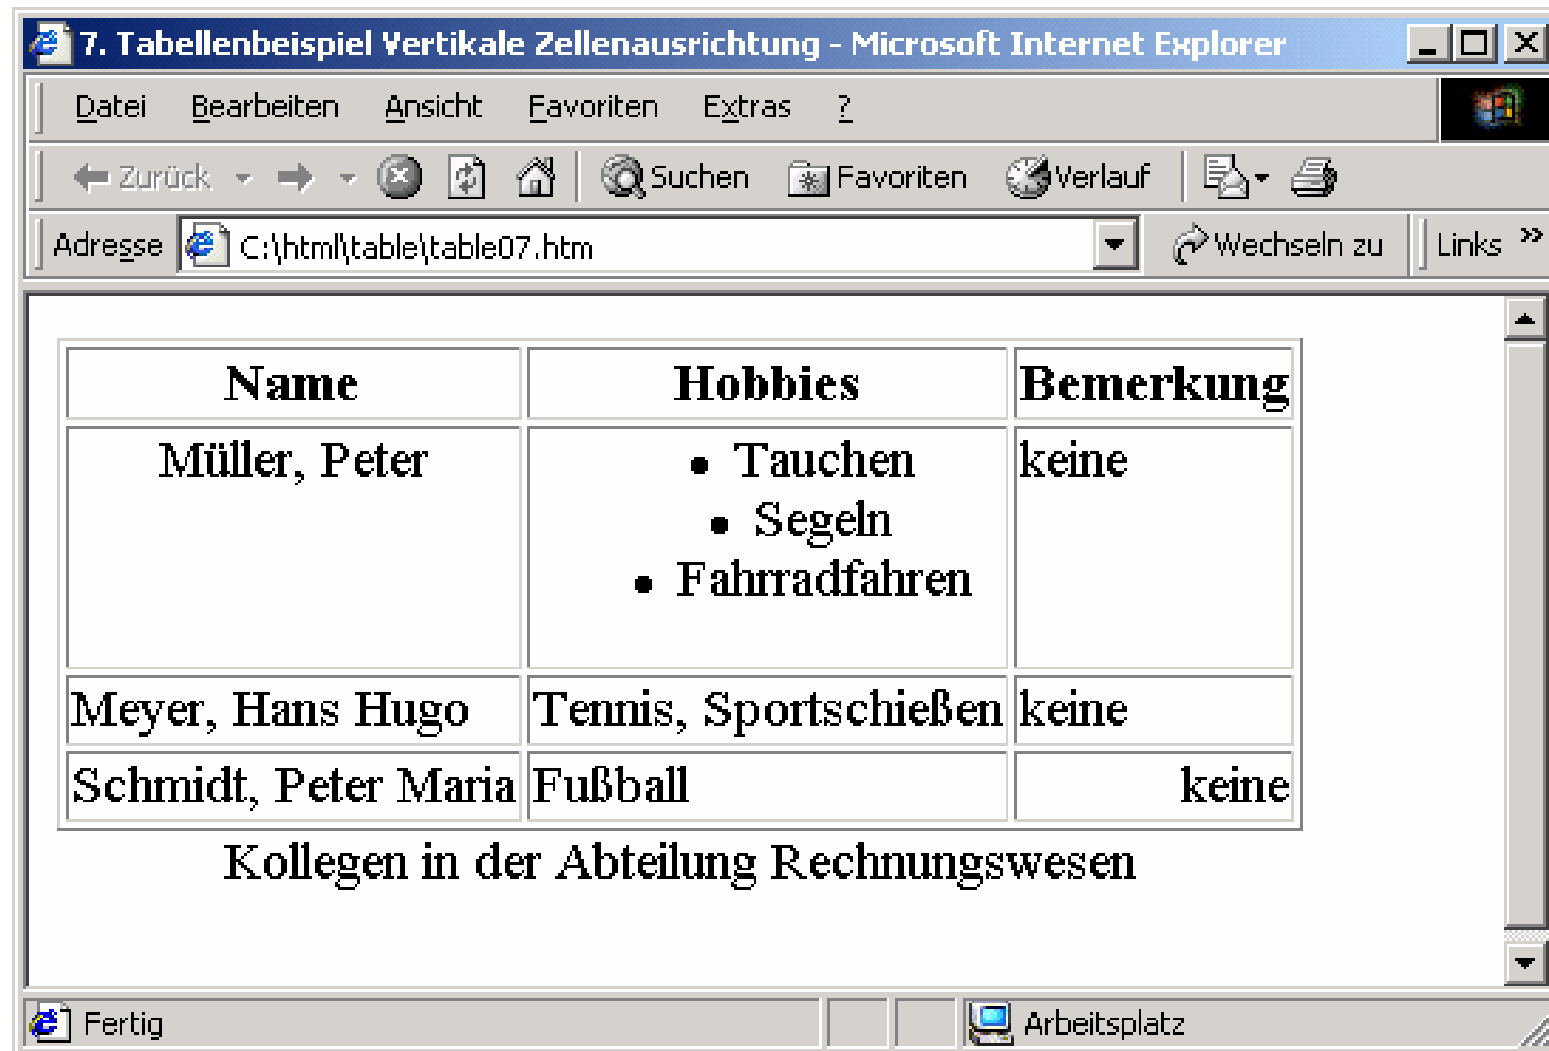 7. Tabellenbeispiel Vertikale Zellenausrichtung - Microsoft Internet Explorer
Datei Bearbeiten Ansicht Favoriten Extras ?
Zurück Suchen Favoriten Verlauf
Adresse C:\html\table\table07.htm Wechseln zu Links »
Name Hobbies Bemerkung
Müller, Peter • Tauchen keine
• Segeln
• Fahrradfahren
Meyer, Hans Hugo Tennis, Sportschießen keine
Schmidt, Peter Maria Fußball keine
Kollegen in der Abteilung Rechnungswesen
Fertig Arbeitsplatz